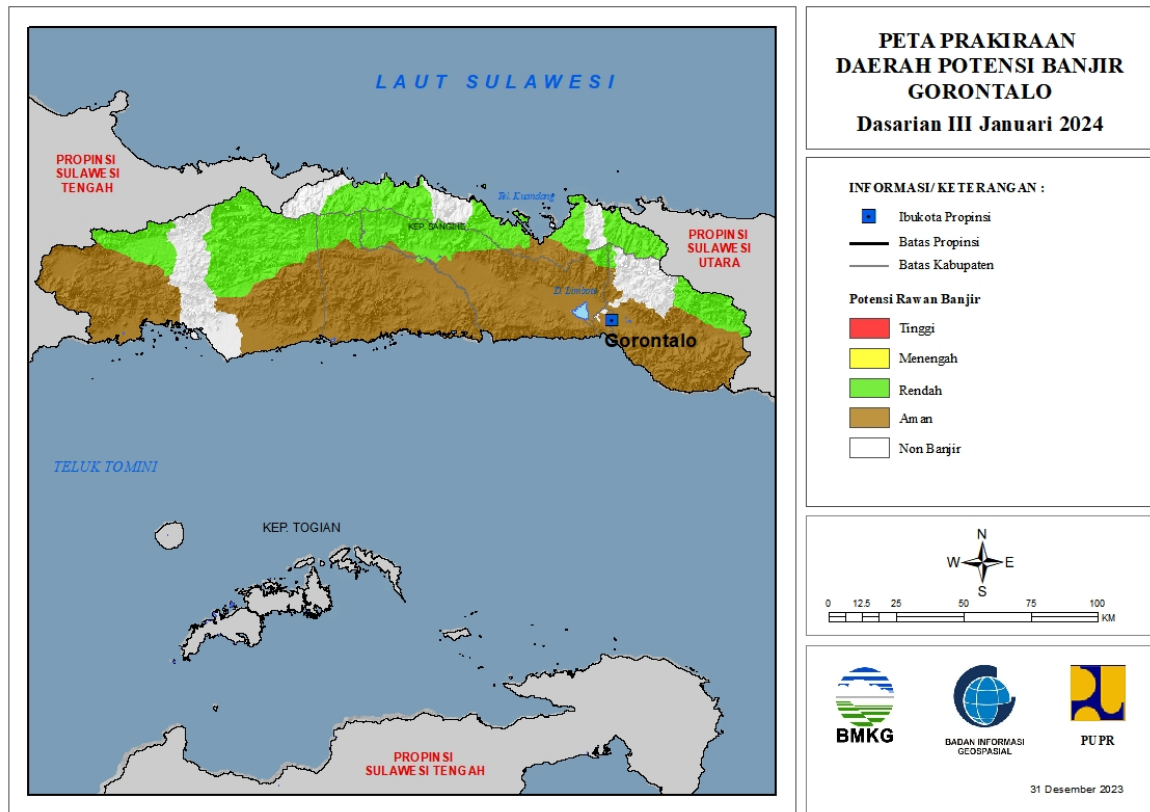 LAUT SULAWESI
PROPINSI
SULAWESI
TENGAH
Tel. Kuandang
KEP. SANGIHE
PROPINSI
SULAWESI
UTARA
D. Limboto
Gorontalo
TELUK TOMINI
KEP. TOGIAN
PROPINSI
SULAWESI TENGAH
PETA PRAKIRAAN
DAERAH POTENSI BANJIR
GORONTALO
Dasarian III Januari 2024
INFORMASI/ KETERANGAN :
Ibukota Propinsi
Batas Propinsi
Batas Kabupaten
Potensi Rawan Banjir
Tinggi
Menengah
Rendah
Aman
Non Banjir
N
W E
S
0 12.5 25 50 75 100
KM
BMKG
BADAN INFORMASI
GEOSPASIAL
PUPR
31 Desember 2023